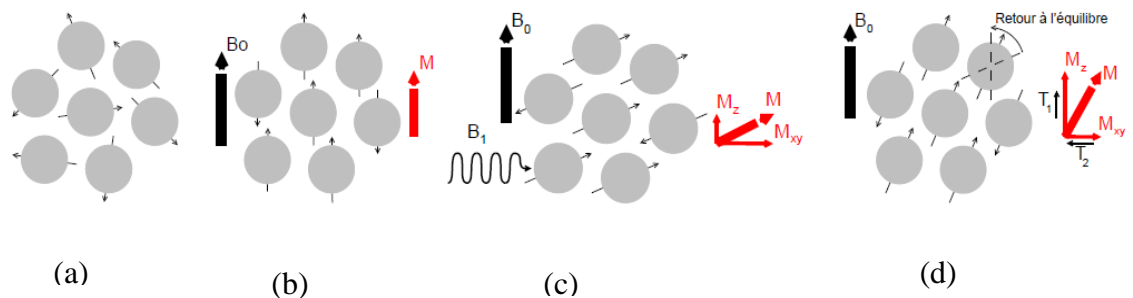 Bo
M
B0
B1
Mz
M
Mxy
B0
Retour à l'équilibre
Mz
M
T1
Mxy
T2
(a)
(b)
(c)
(d)